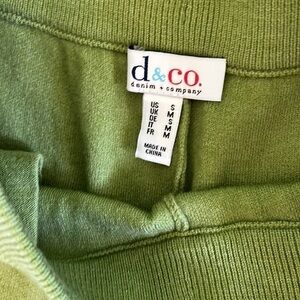 d&co.
denim + company
US S
UK M
DE S
IT M
FR M
MADE IN
CHINA